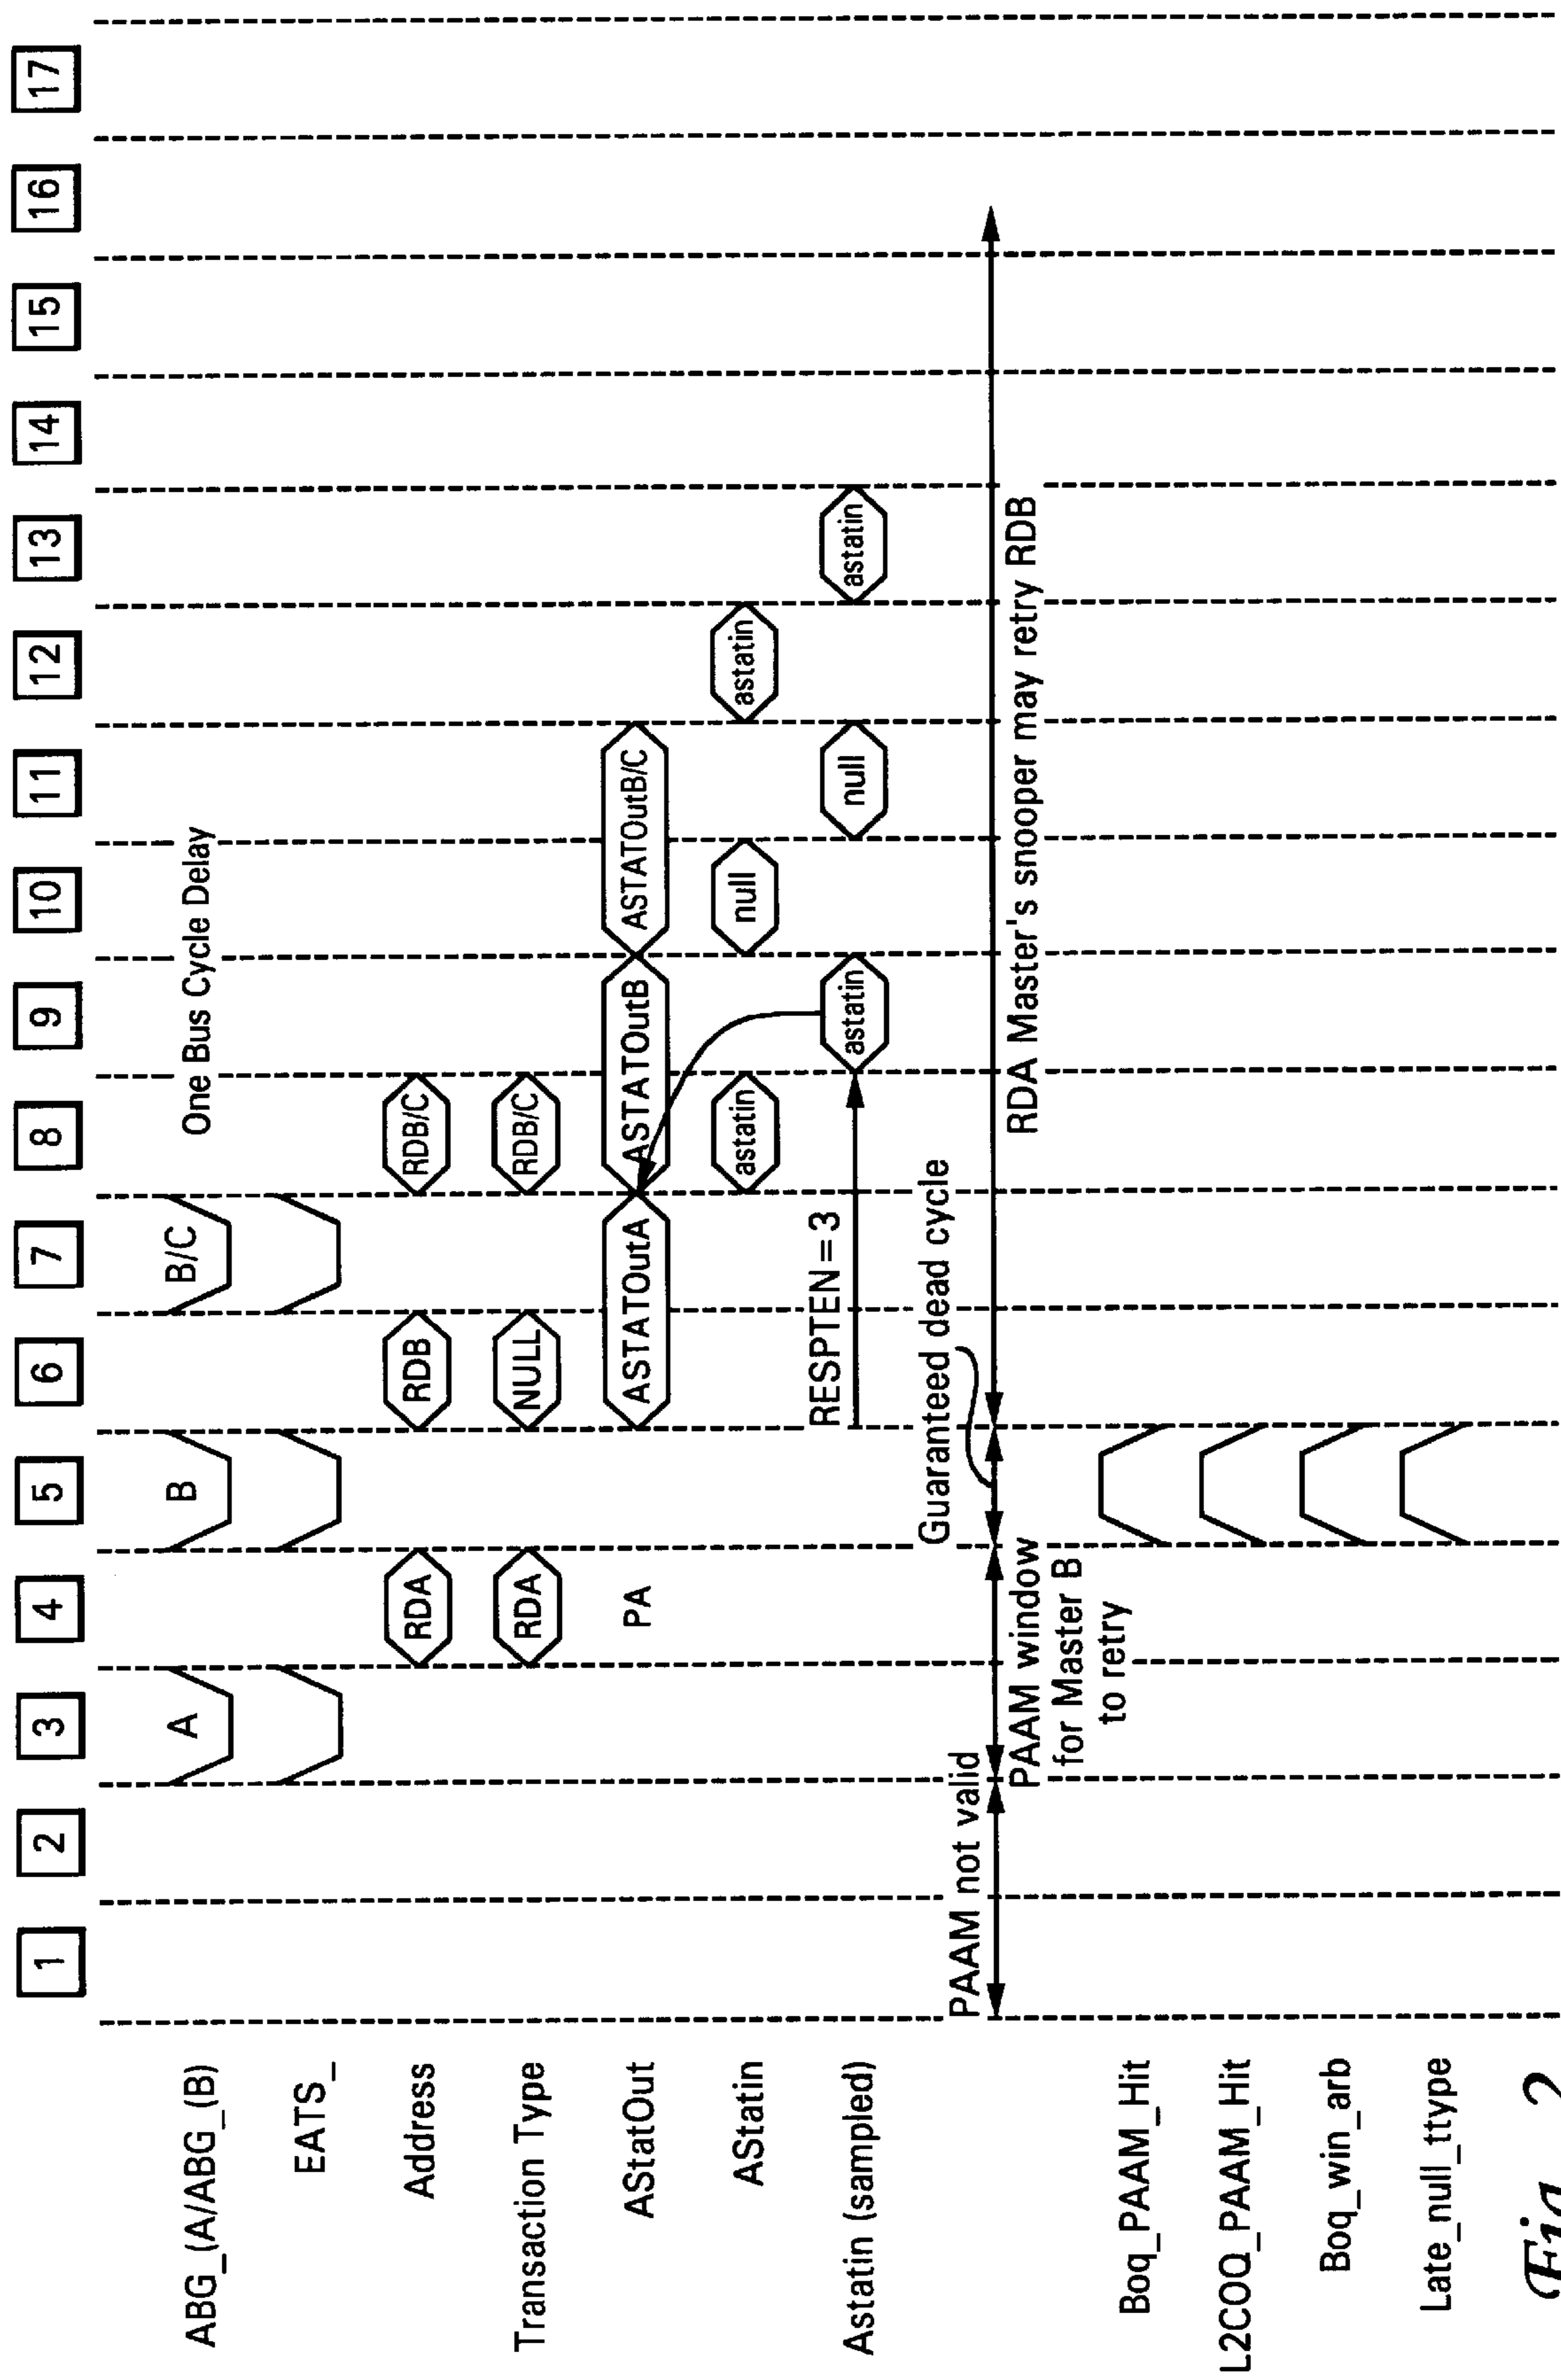 1 2 3 4 5 6 7 8 9 10 11 12 13 14 15 16 17
ABG_(A/ABG_(B) A B B/C One Bus Cycle Delay
EATS_
Address RDA RDB RDB/C
Transaction Type RDA NULL RDB/C
AStatOut PA ASTATOutA ASTATOutB ASTATOutB/C
AStatin astatin null astatin
Astatin (sampled) RESPTEN=3 astatin null astatin
Guaranteed dead cycle
PAAM not valid
PAAM window
for Master B
to retry
RDA Master's snooper may retry RDB
Boq_PAAM_Hit
L2COQ_PAAM_Hit
Boq_win_arb
Late_null_ttype
Fig. 2